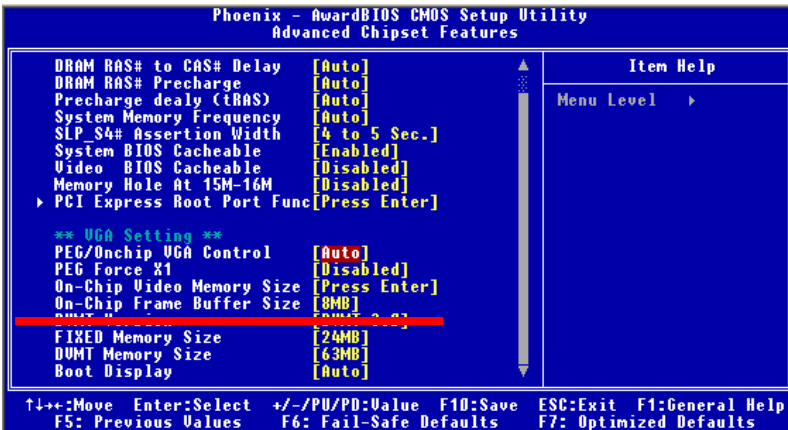 Phoenix - AwardBIOS CMOS Setup Utility
Advanced Chipset Features
DRAM RAS# to CAS# Delay [Auto]
DRAM RAS# Precharge [Auto]
Precharge dealy (tRAS) [Auto]
System Memory Frequency [Auto]
SLP_S4# Assertion Width [4 to 5 Sec.]
System BIOS Cacheable [Enabled]
Video BIOS Cacheable [Disabled]
Memory Hole At 15M-16M [Disabled]
PCI Express Root Port Func[Press Enter]
** VGA Setting **
PEG/Onchip VGA Control [Auto]
PEG Force X1 [Disabled]
On-Chip Video Memory Size [Press Enter]
On-Chip Frame Buffer Size [8MB]
FIXED Memory Size [24MB]
DVMT Memory Size [63MB]
Boot Display [Auto]
Item Help
Menu Level
↑↓→←:Move Enter:Select +/-/PU/PD:Value F10:Save ESC:Exit F1:General Help
F5: Previous Values F6: Fail-Safe Defaults F7: Optimized Defaults